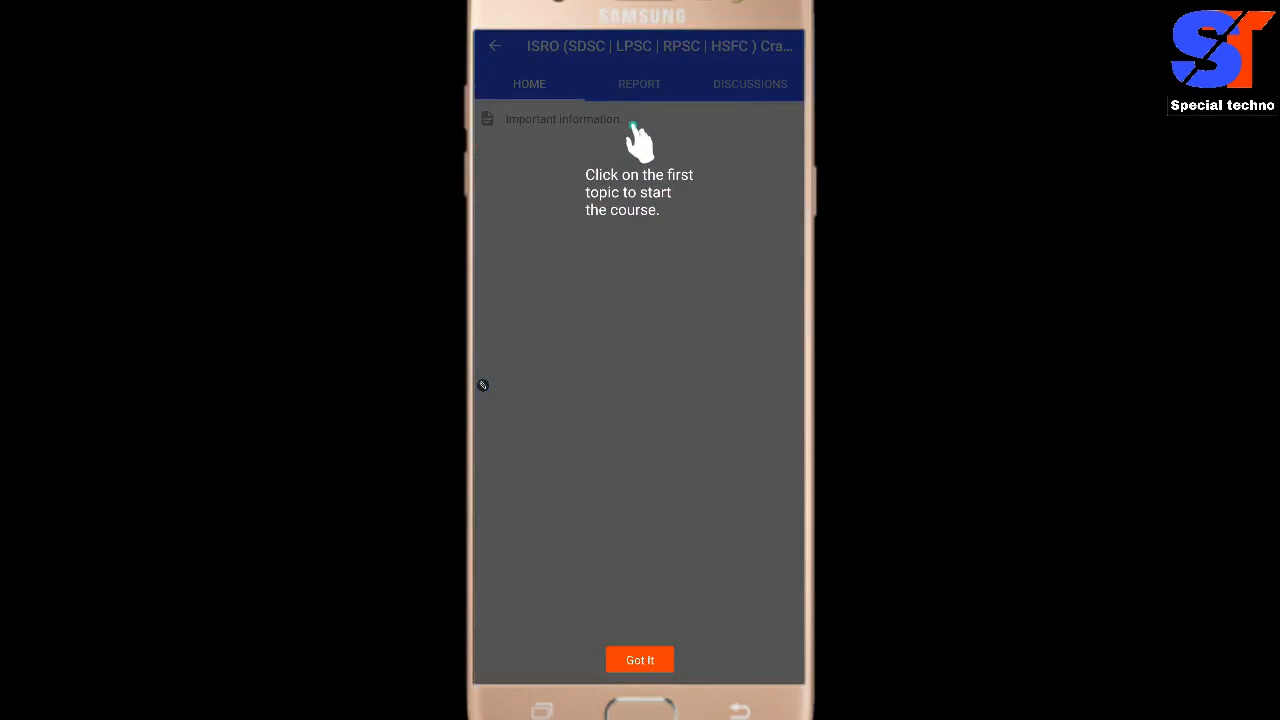 SAMSUNG
ISRO (SDSC | LPSC | RPSC | HSFC ) Cra...
HOME
REPORT
DISCUSSIONS
Important information.
Click on the first
topic to start
the course.
Got It
ST
Special techno